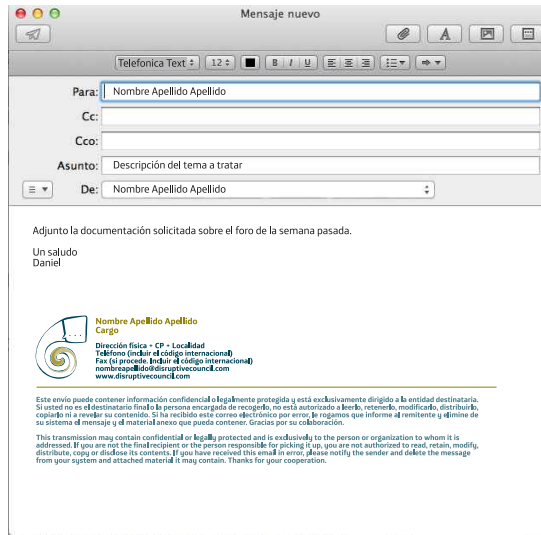 Mensaje nuevo
Telefonica Text 12 B I U
Para: Nombre Apellido Apellido
Cc:
Cco:
Asunto: Descripción del tema a tratar
De: Nombre Apellido Apellido
Adjunto la documentación solicitada sobre el foro de la semana pasada.
Un saludo
Daniel
Nombre Apellido Apellido
Cargo
Dirección física + CP + Localidad
Teléfono (incluir el código internacional)
Fax (si procede. Incluir el código internacional)
nombreapellido@disruptivecouncil.com
www.disruptivecouncil.com
Este envío puede contener información confidencial o legalmente protegida y está exclusivamente dirigido a la entidad destinataria.
Si usted no es el destinatario final o la persona encargada de recogerlo, no està autorizado a leerlo, retenerlo, modificarlo, distribuirlo,
copiarlo ni a revelar su contenido. Si ha recibido este correo electrónico por error, le rogamos que informe al remitente y elimine de
su sistema el mensaje y el material anexo que pueda contener. Gracias por su colaboración.
This transmission may contain confidential or legally protected and is exclusively to the person or organization to whom it is
addressed. If you are not the final recipient or the person responsible for picking it up, you are not authorized to read, retain, modify,
distribute, copy or disclose its contents. If you have received this email in error, please notify the sender and delete the message
from your system and attached material it may contain. Thanks for your cooperation.